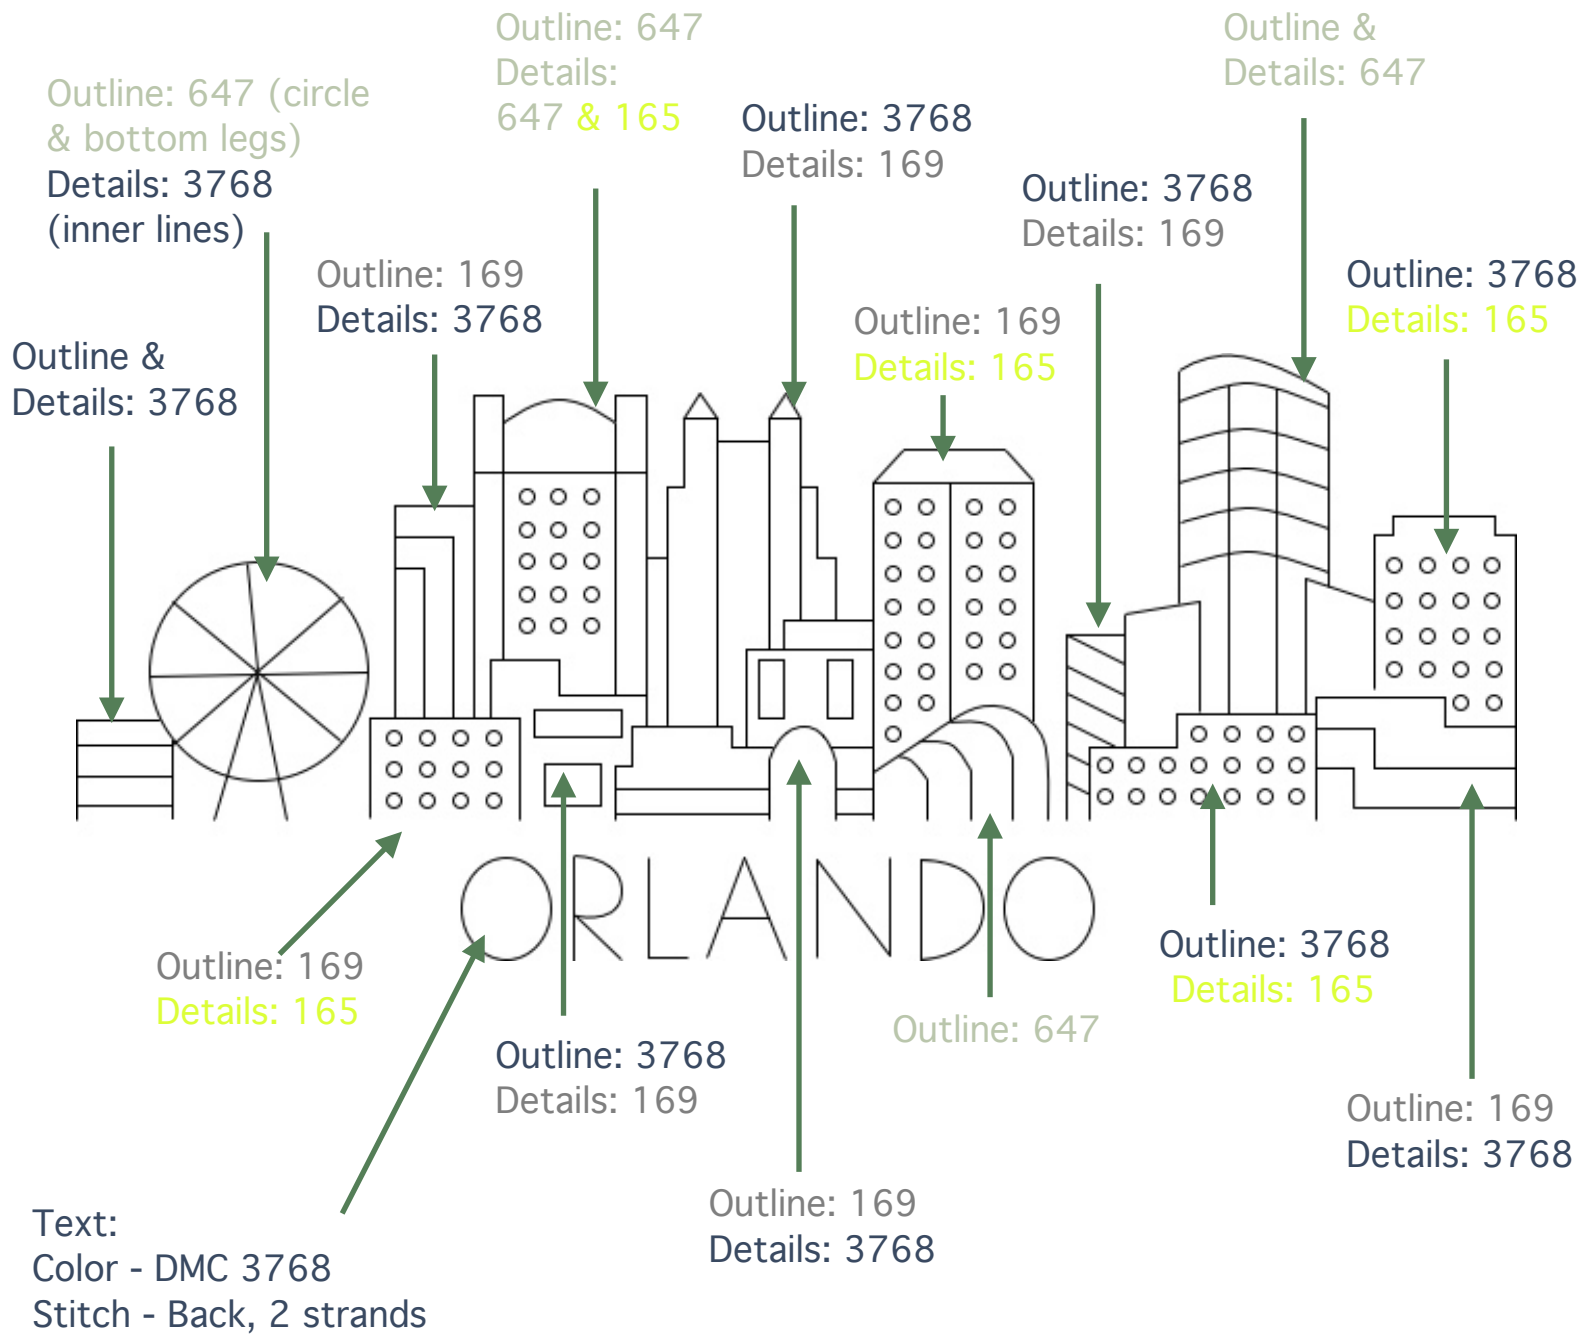 Outline: 647
Details:
647 & 165
Outline &
Details: 647
Outline: 647 (circle
& bottom legs)
Details: 3768
(inner lines)
Outline: 3768
Details: 169
Outline: 3768
Details: 169
Outline: 169
Details: 3768
Outline: 3768
Details: 165
Outline: 169
Details: 165
Outline &
Details: 3768
ORLANDO
Outline: 169
Details: 165
Outline: 3768
Details: 165
Outline: 647
Outline: 3768
Details: 169
Outline: 169
Details: 3768
Outline: 169
Details: 3768
Text:
Color - DMC 3768
Stitch - Back, 2 strands